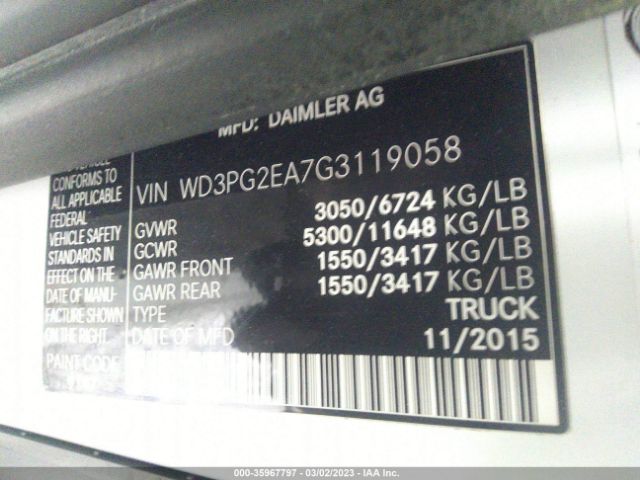 MFD: DAIMLER AG
VIN WD3PG2EA7G3119058
GVWR 3050/6724 KG/LB
GCWR 5300/11648 KG/LB
GAWR FRONT 1550/3417 KG/LB
GAWR REAR 1550/3417 KG/LB
TYPE TRUCK
DATE OF MFD 11/2015
CONFORMS TO
ALL APPLICABLE
FEDERAL
VEHICLE SAFETY
STANDARDS IN
EFFECT ON THE
DATE OF MANU-
FACTURE SHOWN
ON THE RIGHT.
PAINT CODE
000-35967797 - 03/02/2023 - IAA Inc.